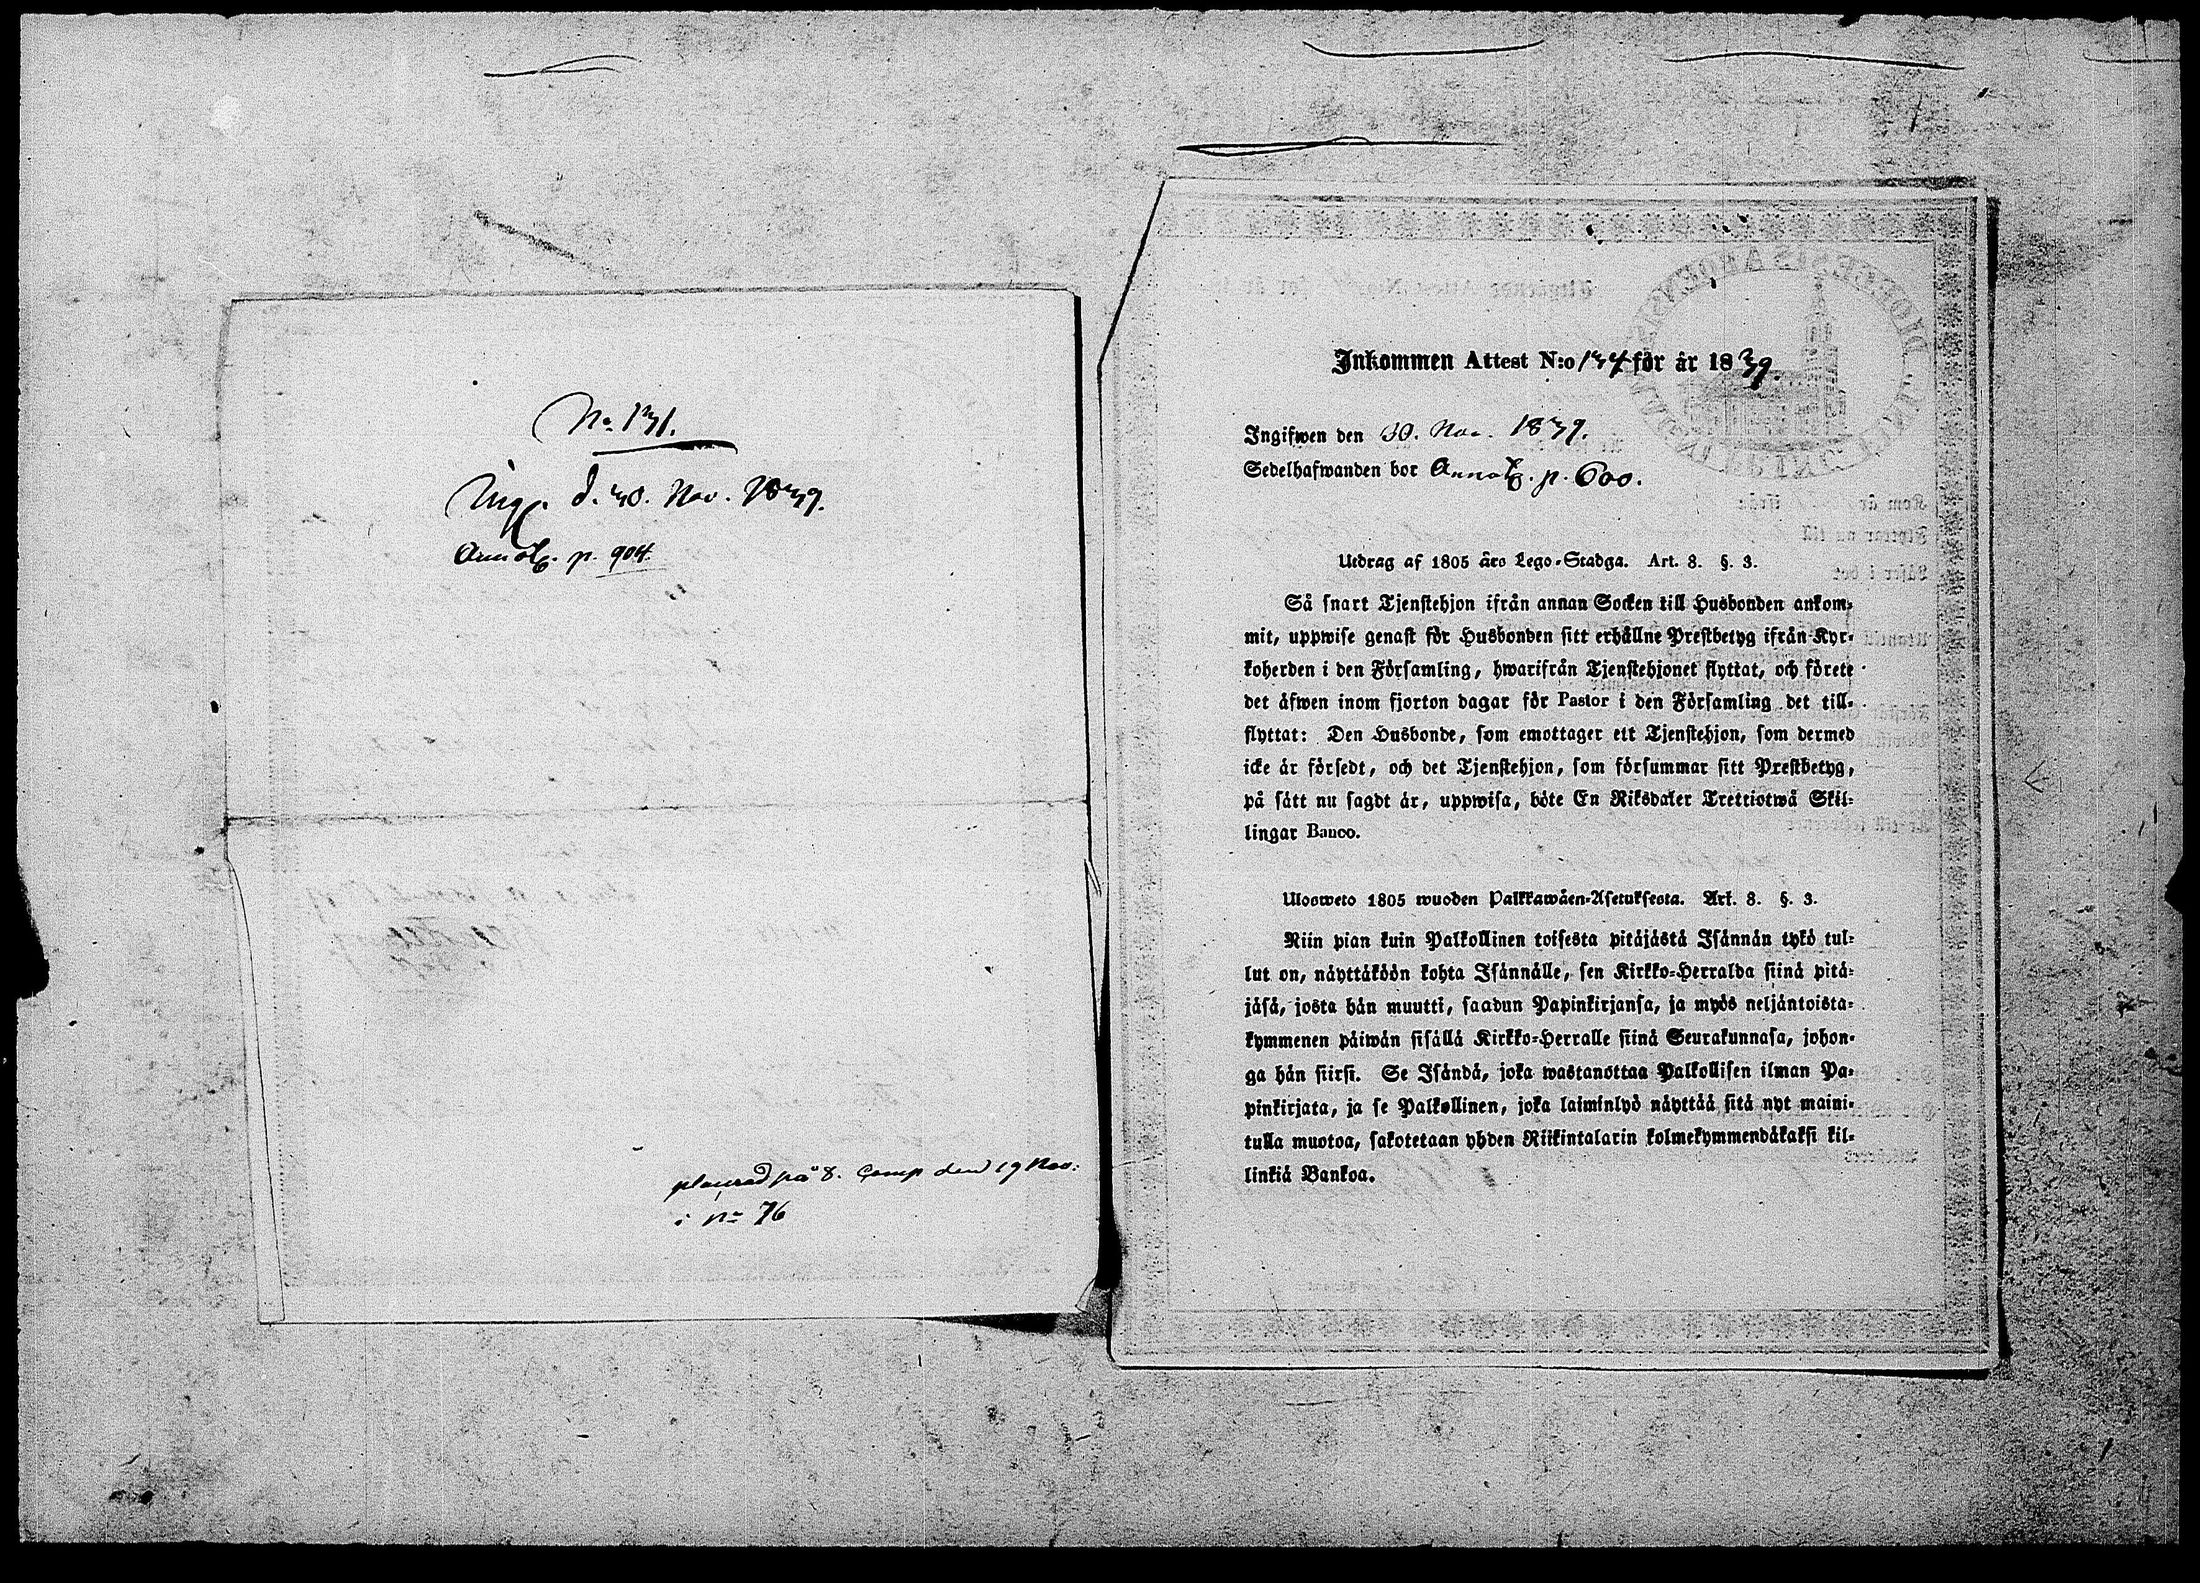 No 131.
Ing. d. 30. Nov. 1839.
Annotb. p. 904.
placerad på 8. Comp den 19 Nov.
i No 76
Inkommen Attest N:o 134 för år 1839.
Ingifwen den 30. Nov. 1839.
Sedelhafwanden bor Annotb. p. 600.
Utdrag af 1805 års Lego-Stadga. Art. 8. §. 3.
Så snart Tjenstehjon ifrån annan Socken till Husbonden ankom-
mit, uppwise genast för Husbonden sitt erhållne Prestbetyg ifrån Kyr-
koherden i den Församling, hwarifrån Tjenstehjonet flyttat, och förete
det äfwen inom fjorton dagar för Pastor i den Församling det till-
flyttat: Den Husbonde, som emottager ett Tjenstehjon, som dermed
icke är försedt, och det Tjenstehjon, som försummar sitt Prestbetyg,
på sätt nu sagdt är, uppwisa, böte En Riksdaler Trettiotwå Skil-
lingar Banco.
Uloosweto 1805 wuoden Palkkawäen-Asetuksesta. Art. 8. §. 3.
Niin pian kuin Palkollinen toisesta pitäjästä Isännän tykö tul-
lut on, näyttäköön kohta Isännälle, sen Kirkko-Herralda siinä pitä-
jäsä, josta hän muutti, saadun Papinkirjansa, ja myös neljäntoista-
kymmenen päiwän sisällä Kirkko-Herralle siinä Seurakunnasa, johon-
ga hän siirsi. Se Isändä, joka wastanottaa Palkollisen ilman Pa-
pinkirjata, ja se Palkollinen, joka laiminlyö näyttää sitä nyt maini-
tulla muotoa, sakotetaan yhden Riikintalarin kolmekymmendäkaksi kil-
linkiä Bankoa.